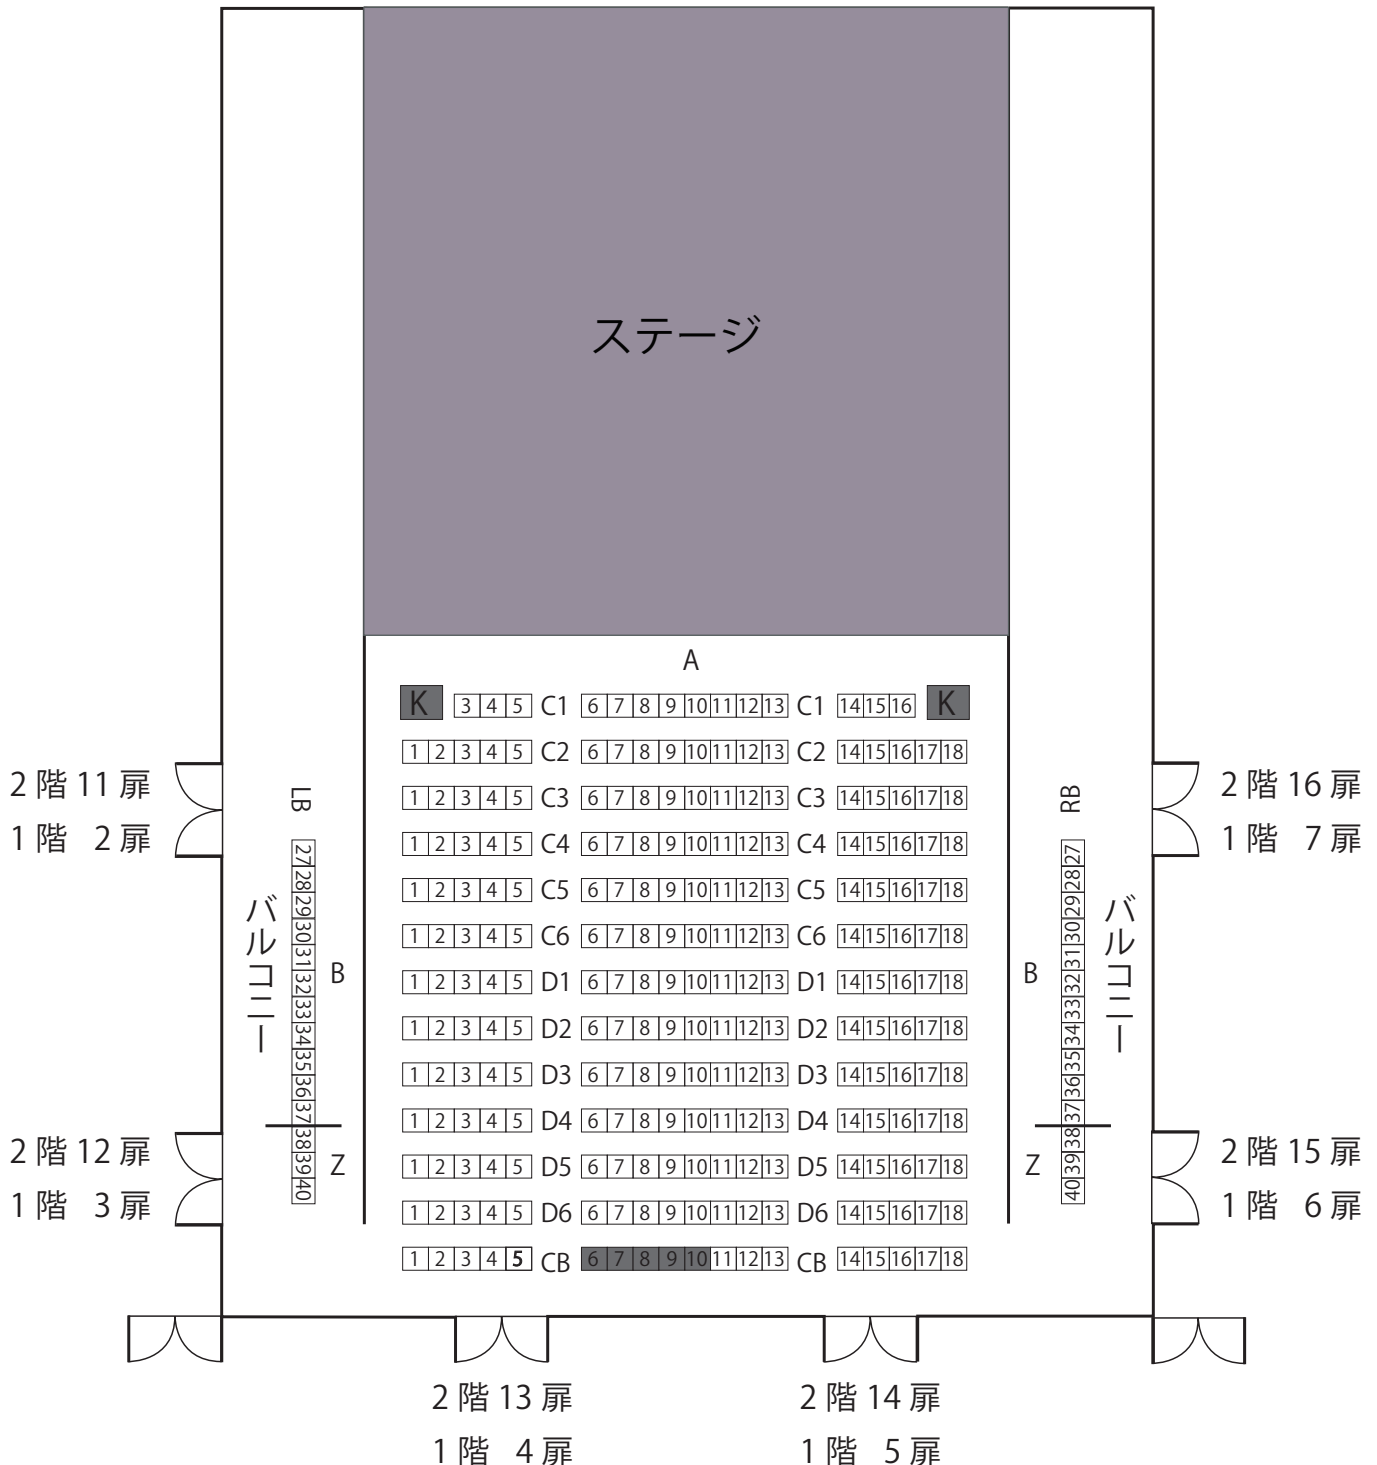 ステージ
A
K 3 4 5 C1 6 7 8 9 10 11 12 13 C1 14 15 16 K
1 2 3 4 5 C2 6 7 8 9 10 11 12 13 C2 14 15 16 17 18
1 2 3 4 5 C3 6 7 8 9 10 11 12 13 C3 14 15 16 17 18
1 2 3 4 5 C4 6 7 8 9 10 11 12 13 C4 14 15 16 17 18
1 2 3 4 5 C5 6 7 8 9 10 11 12 13 C5 14 15 16 17 18
1 2 3 4 5 C6 6 7 8 9 10 11 12 13 C6 14 15 16 17 18
1 2 3 4 5 D1 6 7 8 9 10 11 12 13 D1 14 15 16 17 18
1 2 3 4 5 D2 6 7 8 9 10 11 12 13 D2 14 15 16 17 18
1 2 3 4 5 D3 6 7 8 9 10 11 12 13 D3 14 15 16 17 18
1 2 3 4 5 D4 6 7 8 9 10 11 12 13 D4 14 15 16 17 18
1 2 3 4 5 D5 6 7 8 9 10 11 12 13 D5 14 15 16 17 18
1 2 3 4 5 D6 6 7 8 9 10 11 12 13 D6 14 15 16 17 18
1 2 3 4 5 CB 6 7 8 9 10 11 12 13 CB 14 15 16 17 18
2 階 11 扉
1 階 2 扉
2 階 12 扉
1 階 3 扉
バルコニー
LB
27 28 29 30 31 32 33 34 35 36 37 38 39 40
B
Z
RB
27 28 29 30 31 32 33 34 35 36 37 38 39 40
B
Z
バルコニー
2 階 16 扉
1 階 7 扉
2 階 15 扉
1 階 6 扉
2 階 13 扉
1 階 4 扉
2 階 14 扉
1 階 5 扉